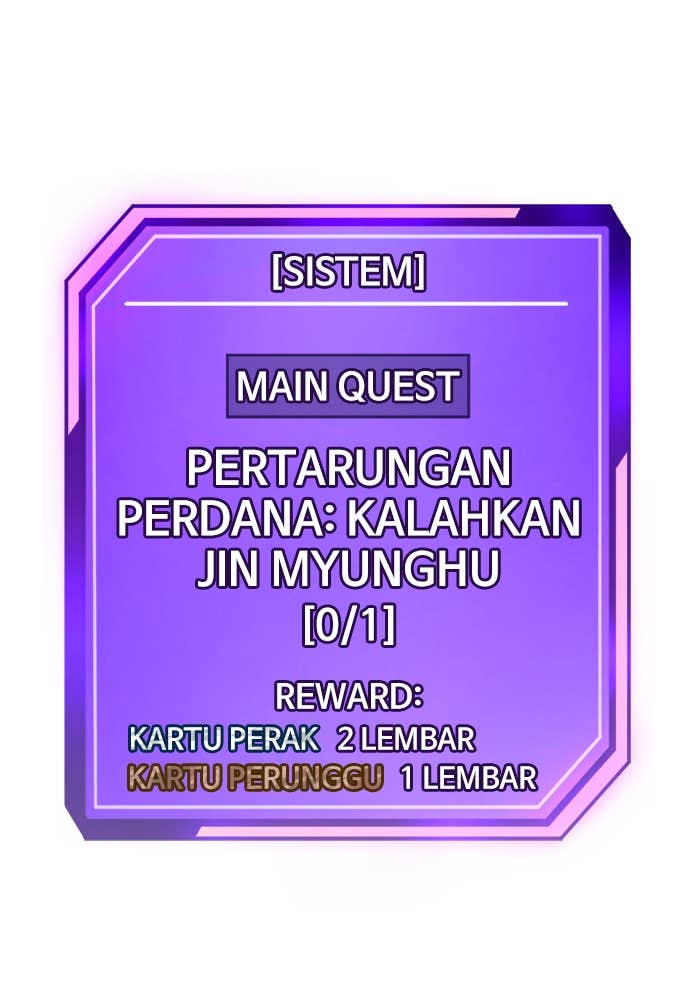 [SISTEM]
MAIN QUEST
PERTARUNGAN
PERDANA: KALAHKAN
JIN MYUNGHU
[0/1]
REWARD:
KARTU PERAK 2 LEMBAR
KARTU PERUNGGU 1 LEMBAR